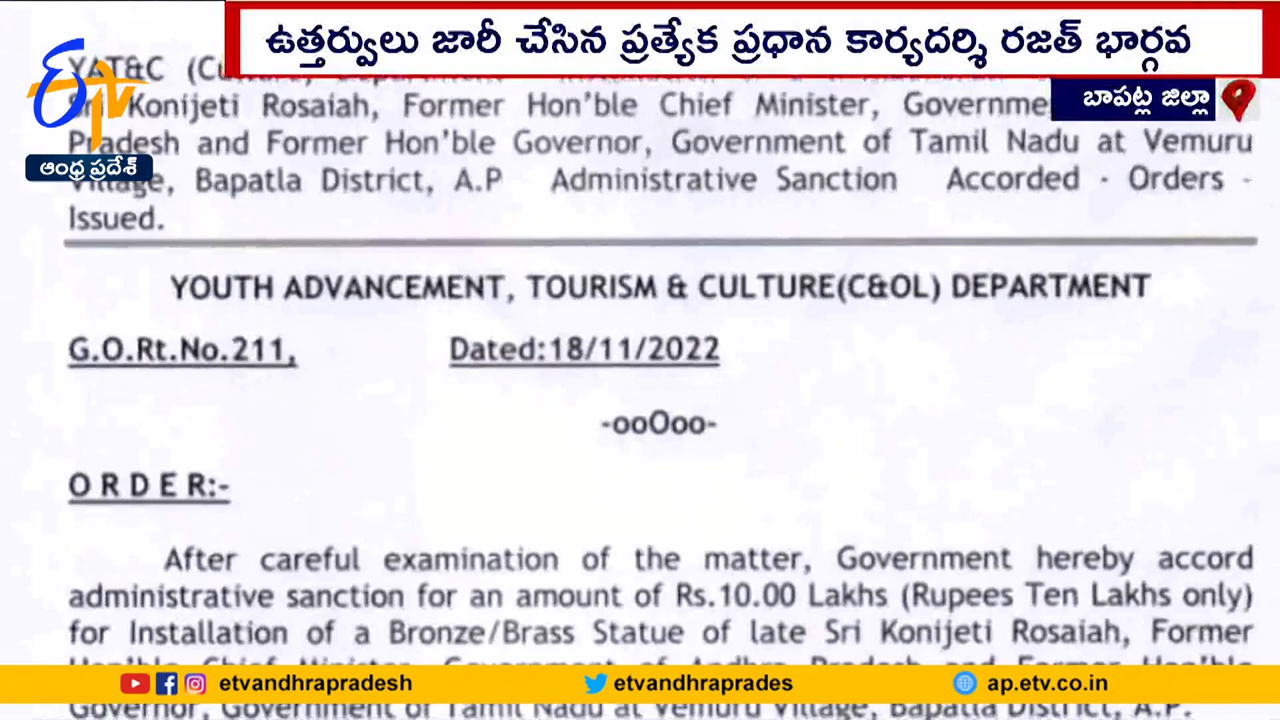 ఉత్తర్వులు జారీ చేసిన ప్రత్యేక ప్రధాన కార్యదర్శి రజత్ భార్గవ
బాపట్ల జిల్లా
ఈ tv
ఆంధ్ర ప్రదేశ్
YAT&C
Sri Konijeti Rosaiah, Former Hon'ble Chief Minister,
Pradesh and Former Hon'ble Governor, Government of Tamil Nadu at Vemuru
Village, Bapatla District, A.P Administrative Sanction Accorded - Orders -
Issued.
YOUTH ADVANCEMENT, TOURISM & CULTURE(C&OL) DEPARTMENT
G.O.Rt.No.211, Dated:18/11/2022
-ooOoo-
O R D E R:-
After careful examination of the matter, Government hereby accord
administrative sanction for an amount of Rs.10.00 Lakhs (Rupees Ten Lakhs only)
for Installation of a Bronze/Brass Statue of late Sri Konijeti Rosaiah, Former
Governor, Government of Tamil Nadu at Vemuru Village, Bapatla District, A.P.
etvandhrapradesh
etvandhraprades
ap.etv.co.in